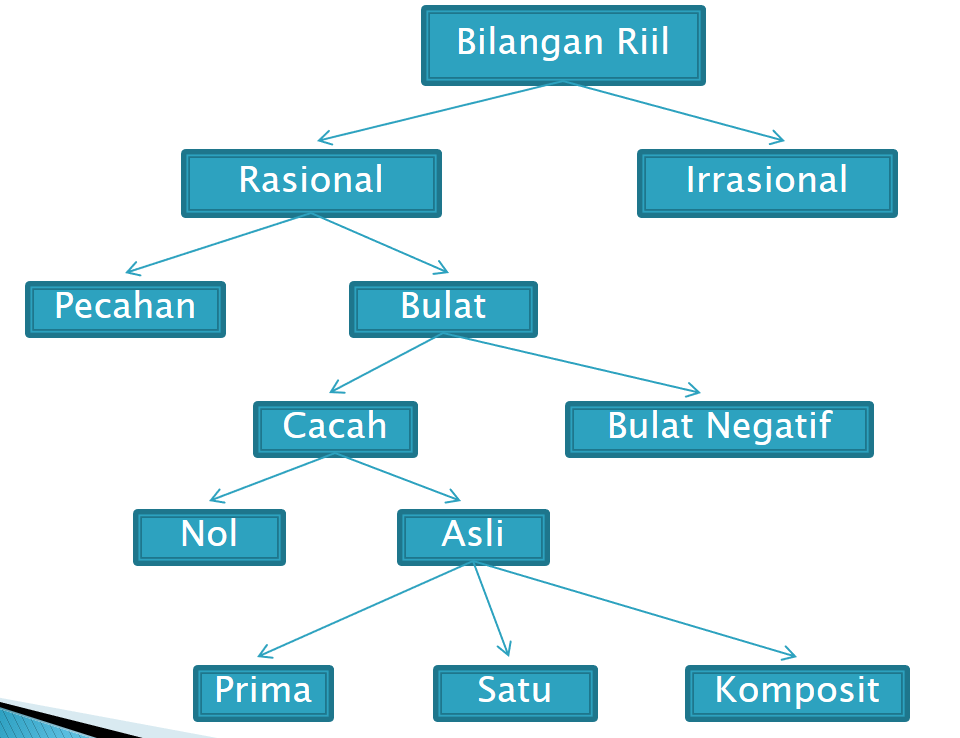 Bilangan Riil
Rasional
Irrasional
Pecahan
Bulat
Cacah
Bulat Negatif
Nol
Asli
Prima
Satu
Komposit